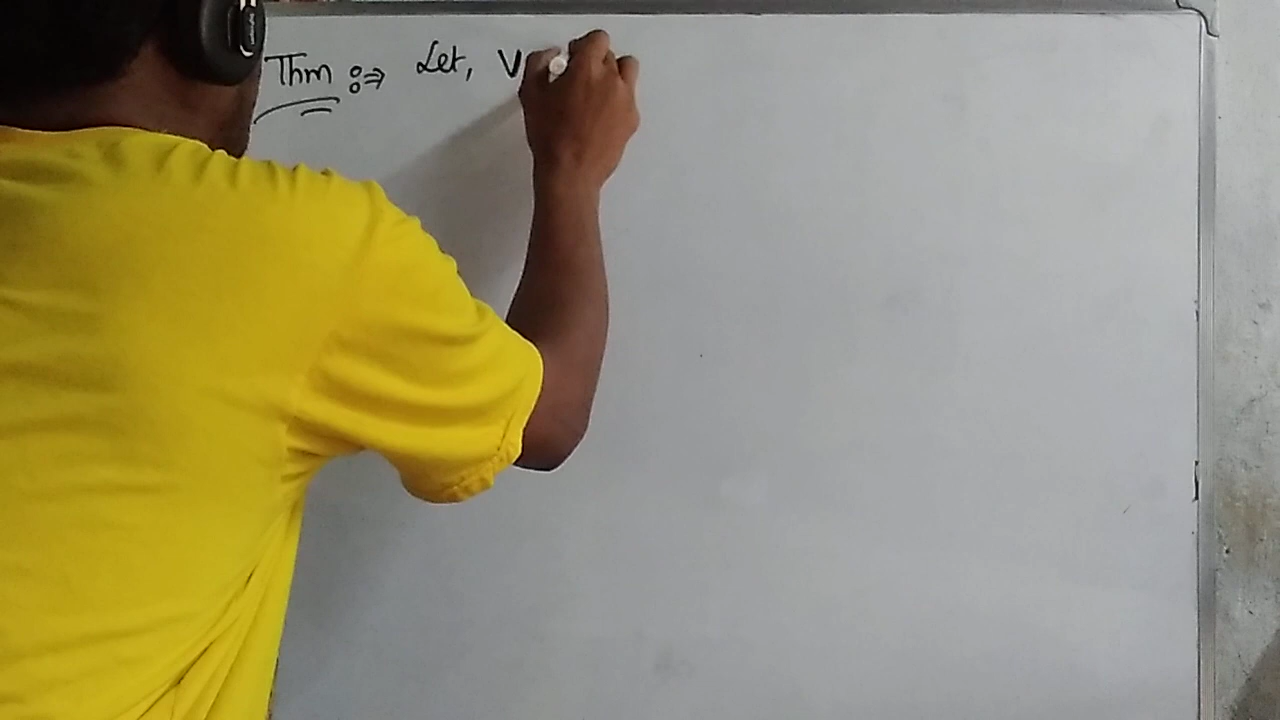 Thm :⇒ Let, V